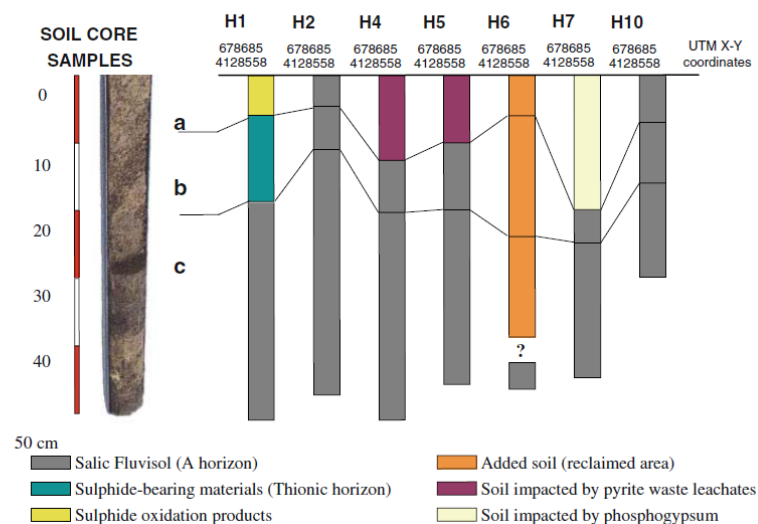 SOIL CORE
SAMPLES
H1 H2 H4 H5 H6 H7 H10
678685 678685 678685 678685 678685 678685 678685 UTM X-Y
4128558 4128558 4128558 4128558 4128558 4128558 4128558 coordinates
0
a
10
b
20
c
30
?
40
50 cm
Salic Fluvisol (A horizon) Added soil (reclaimed area)
Sulphide-bearing materials (Thionic horizon) Soil impacted by pyrite waste leachates
Sulphide oxidation products Soil impacted by phosphogypsum